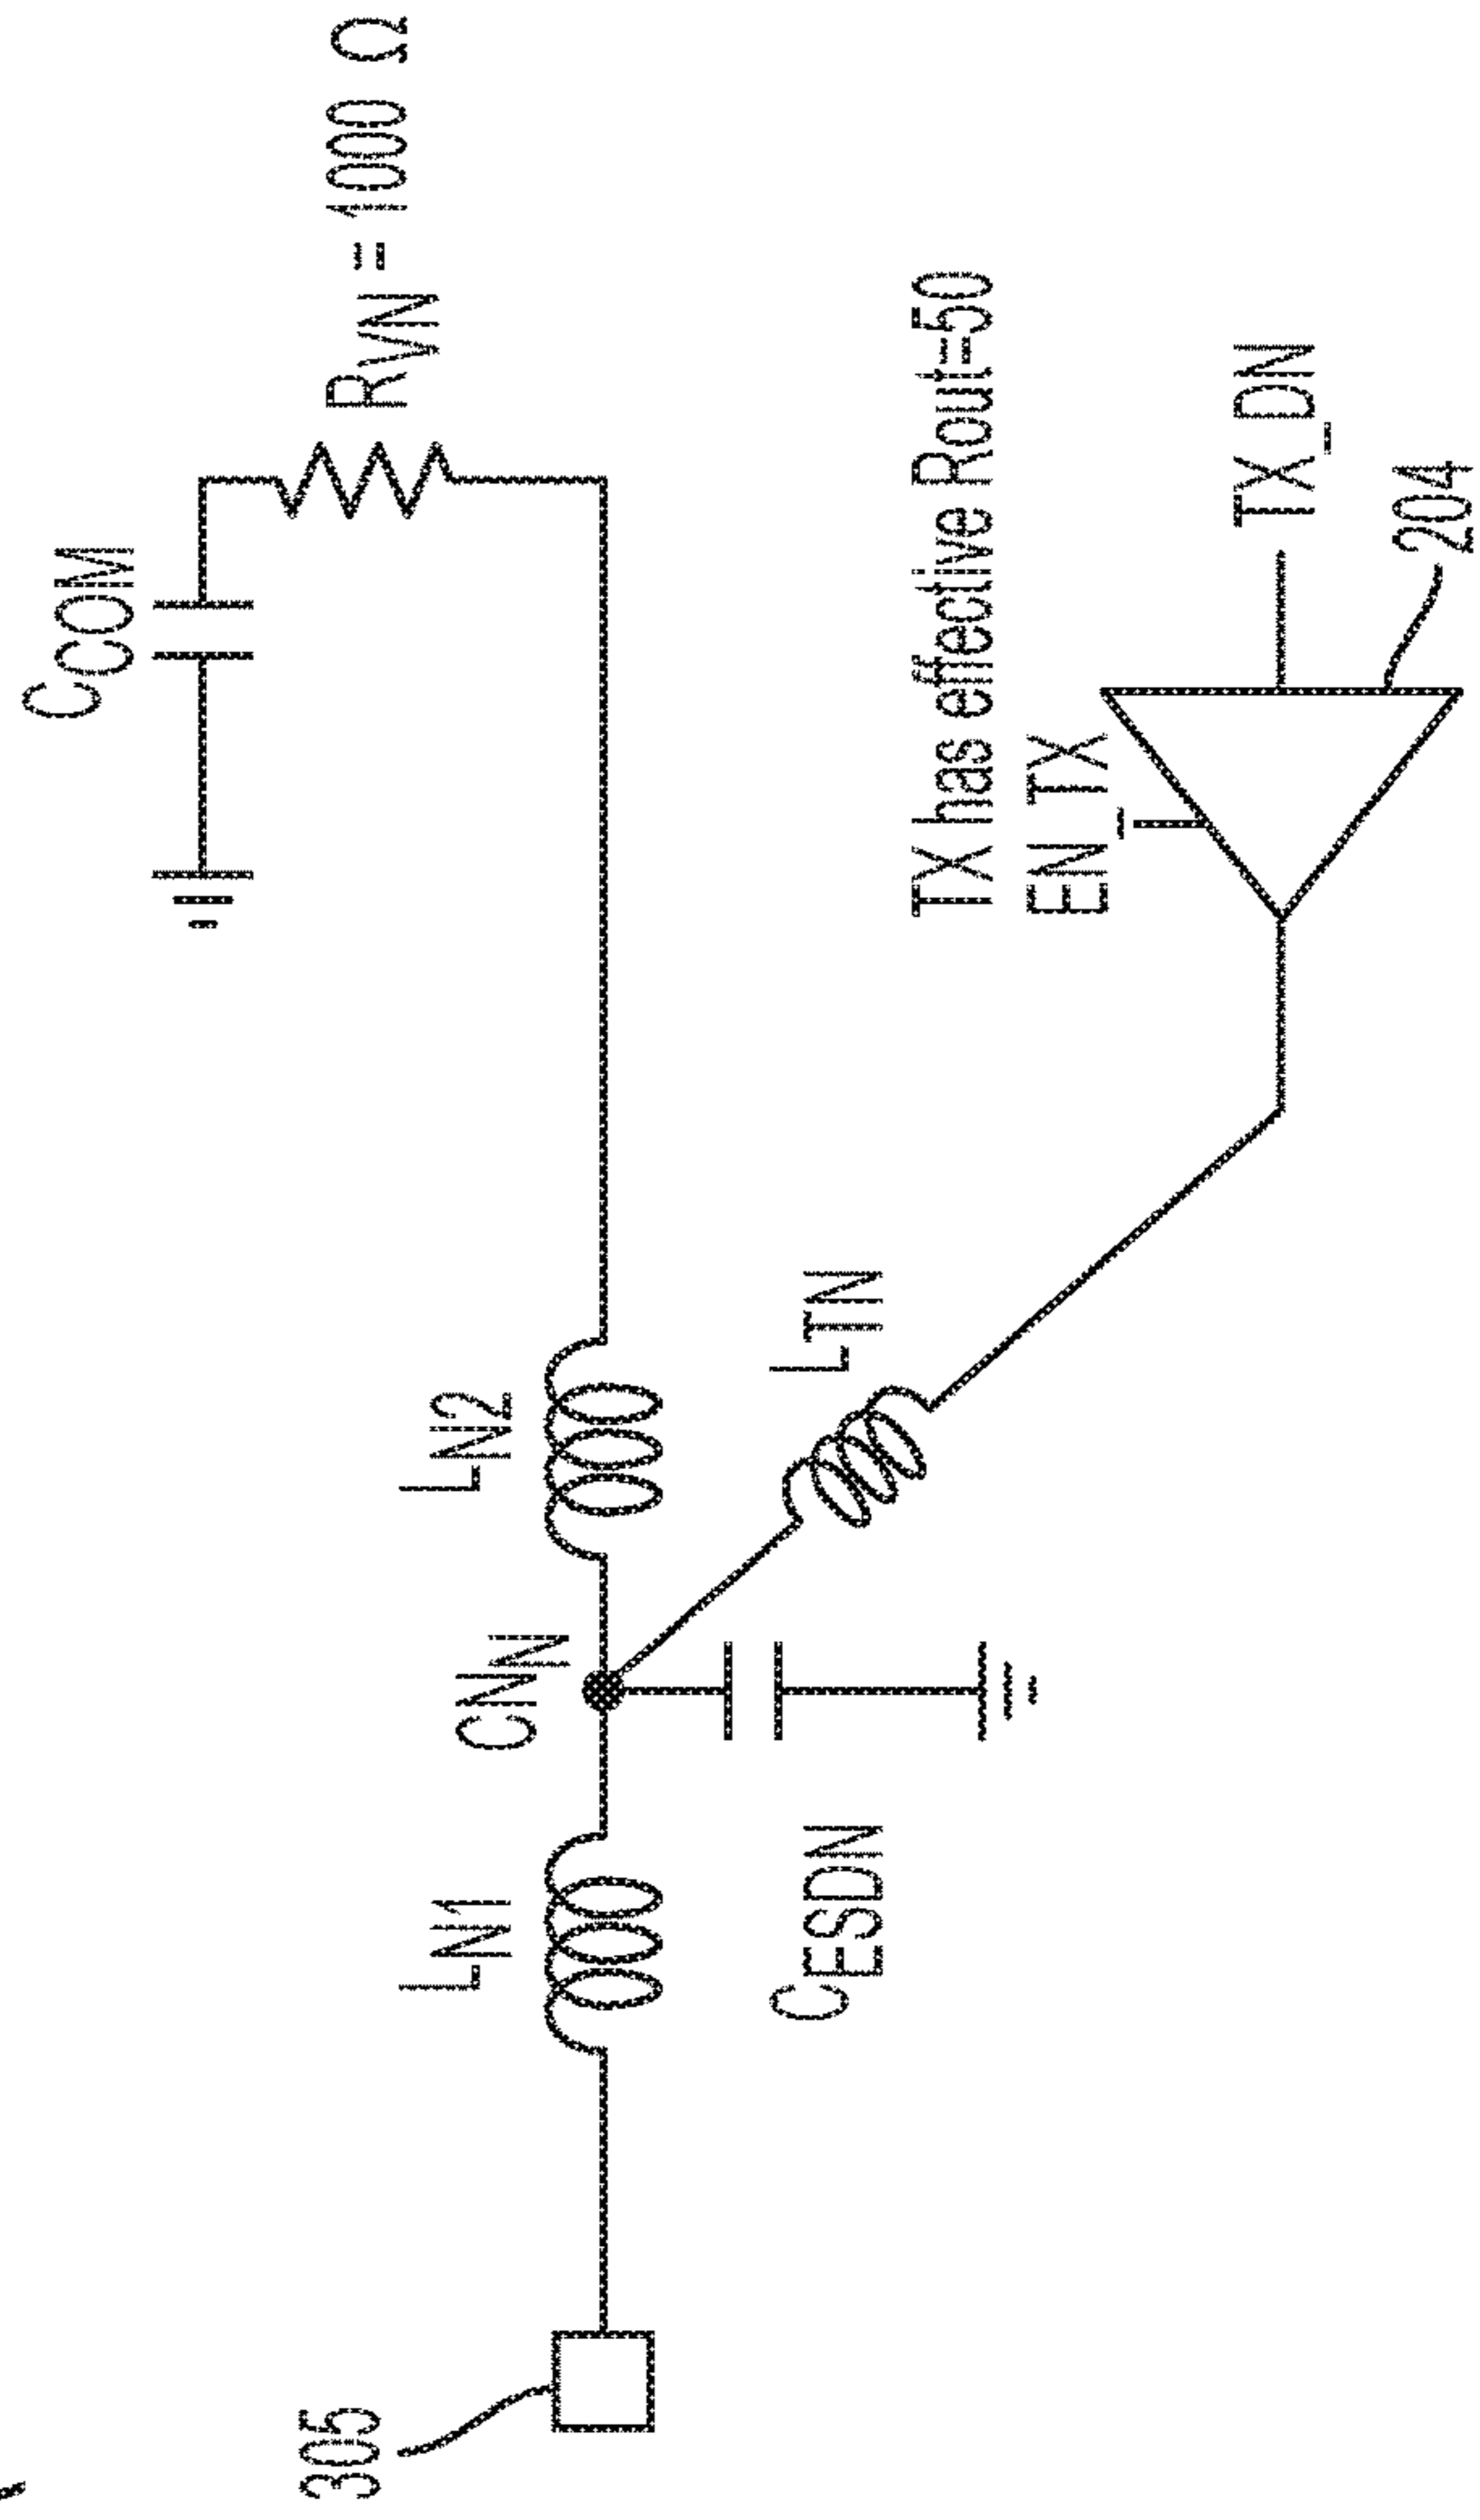 CCOM
RVN = 1000 Ω
LN1
CNN
LN2
305
CESDN
LTN
TX has effective Rout=50
EN_TX
TX_DN
204